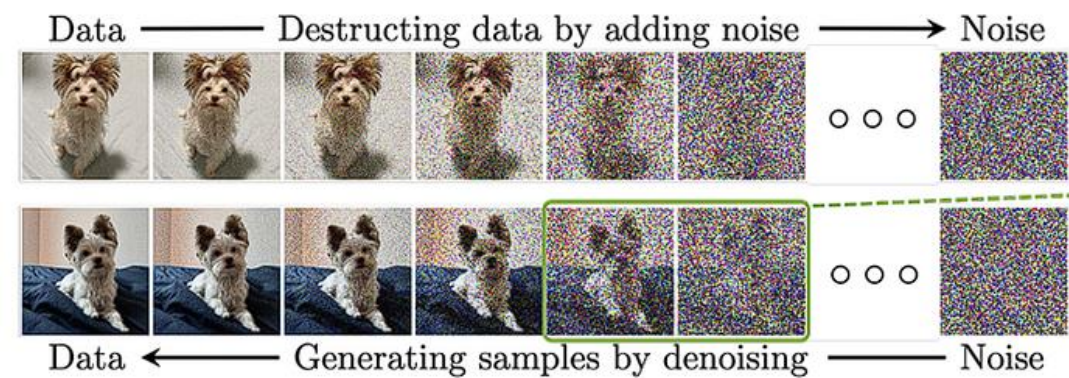 Data Destructing data by adding noise Noise
Data Generating samples by denoising Noise